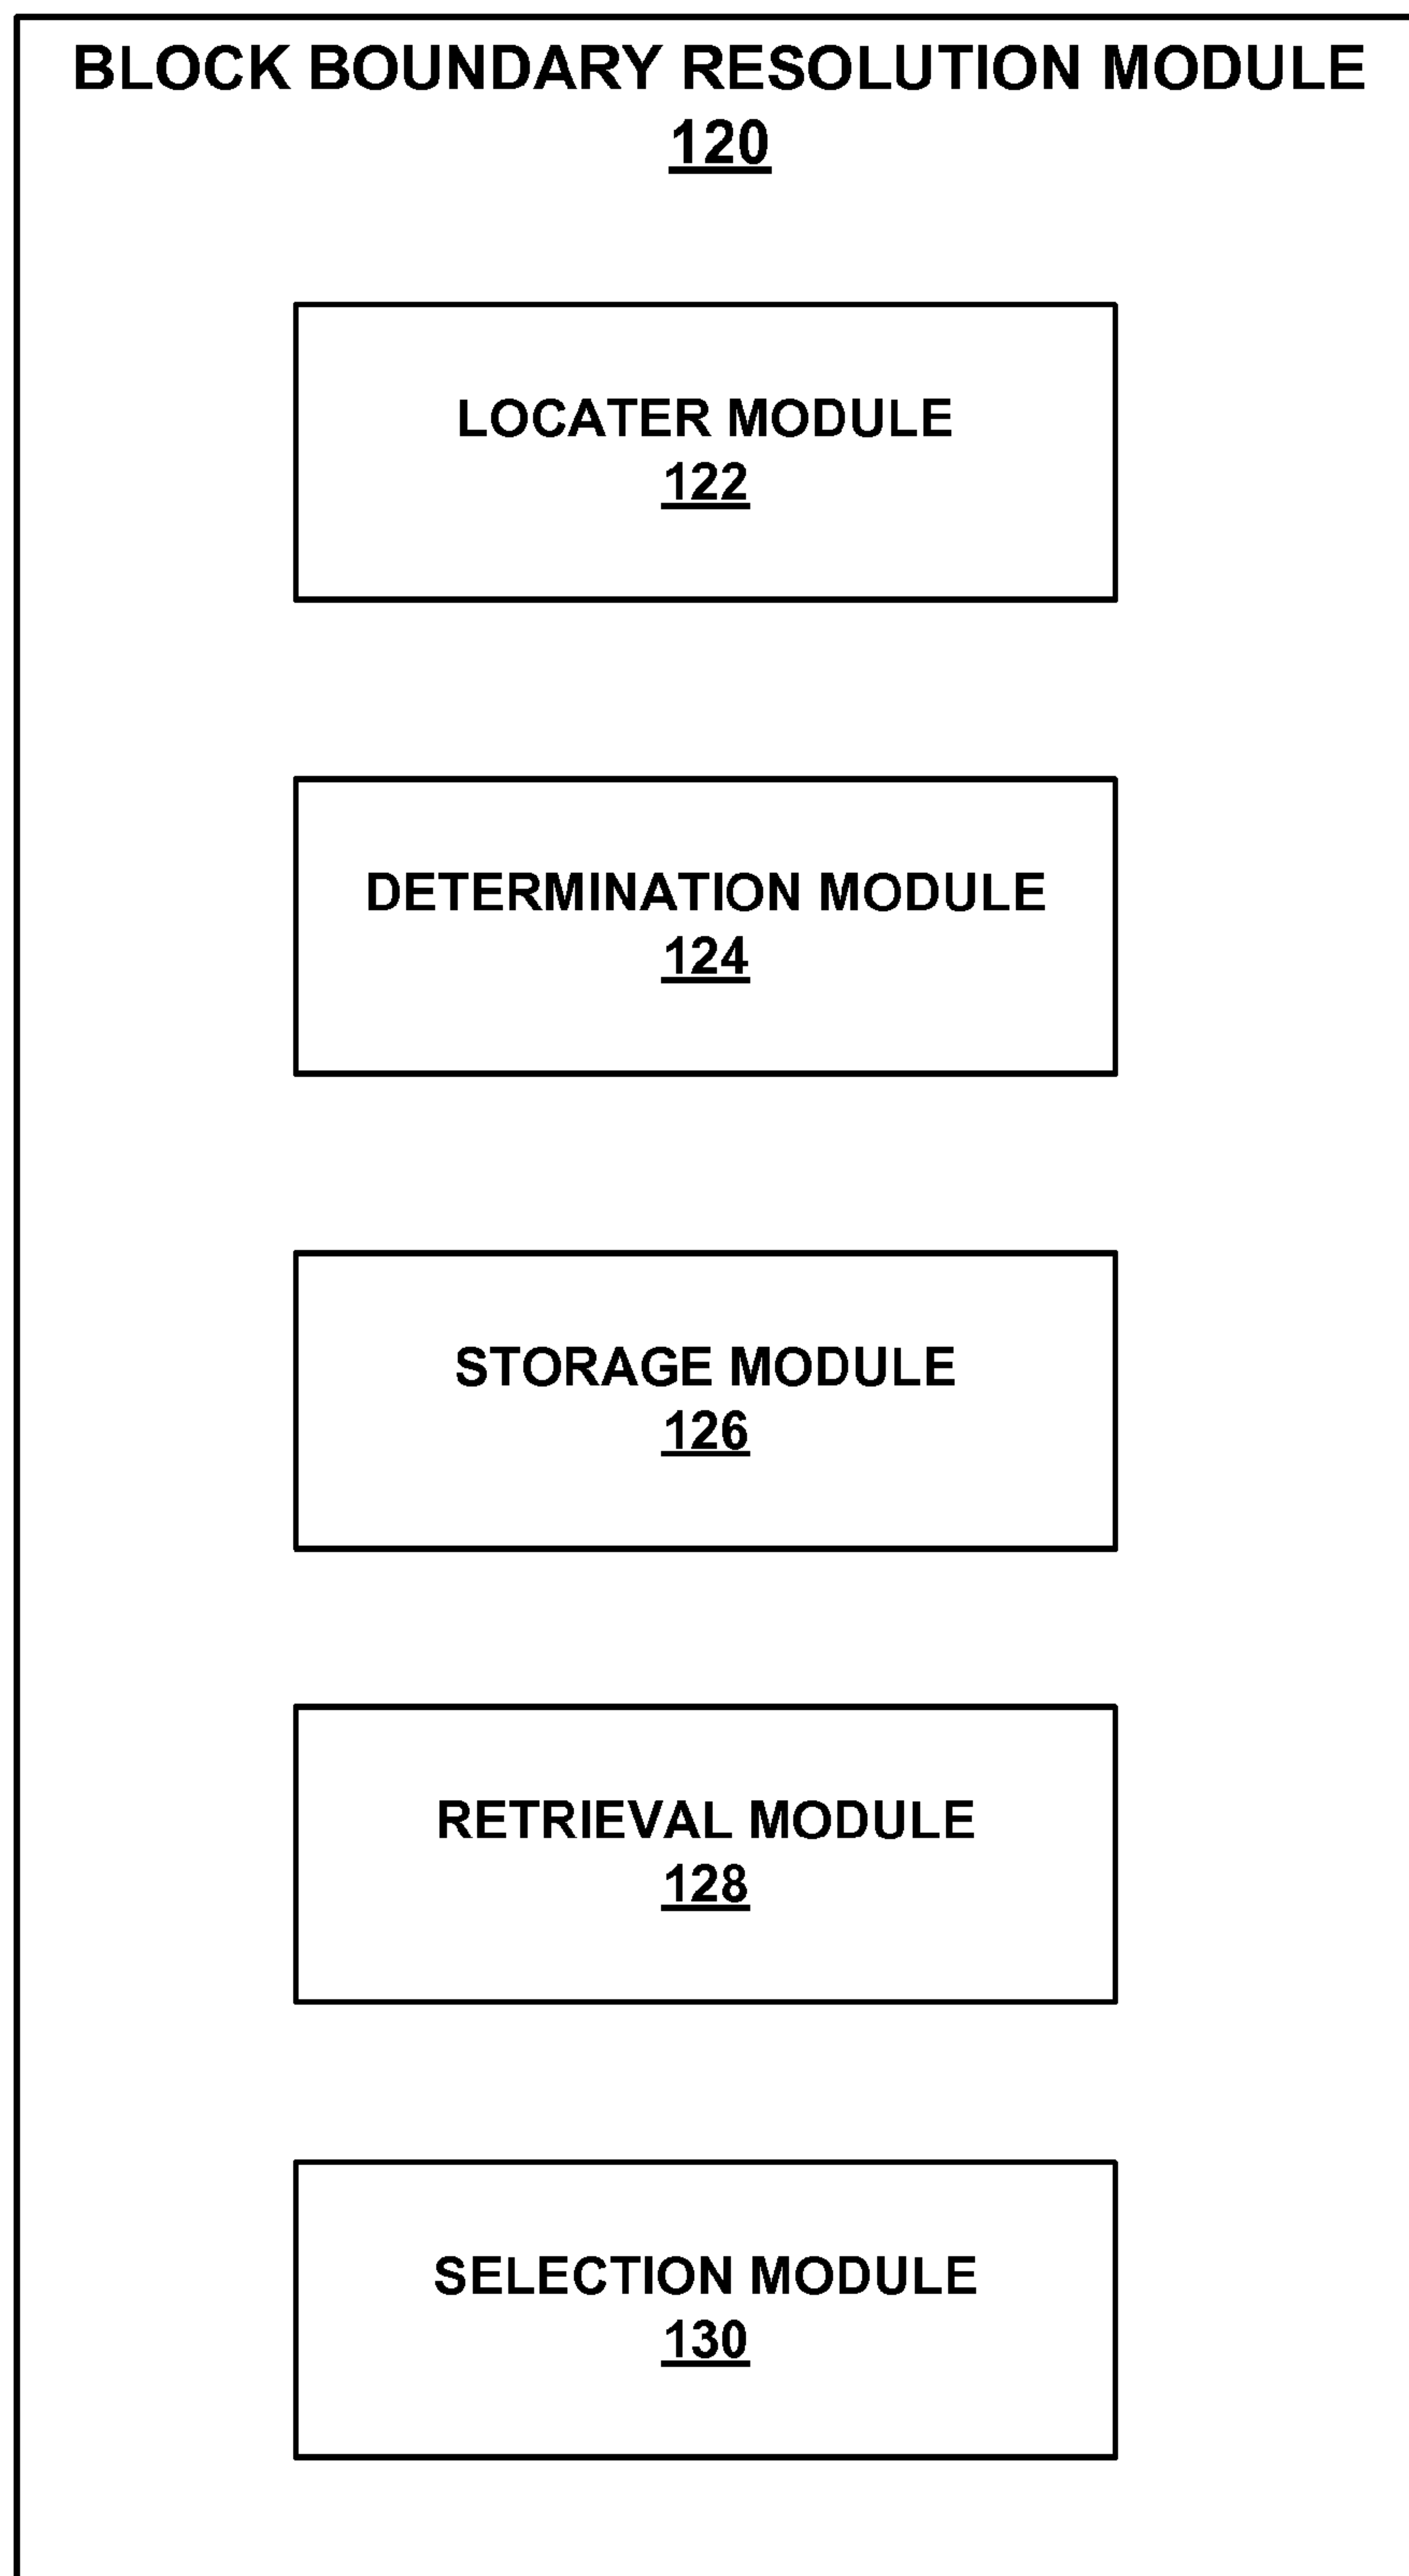 BLOCK BOUNDARY RESOLUTION MODULE
120
LOCATER MODULE
122
DETERMINATION MODULE
124
STORAGE MODULE
126
RETRIEVAL MODULE
128
SELECTION MODULE
130